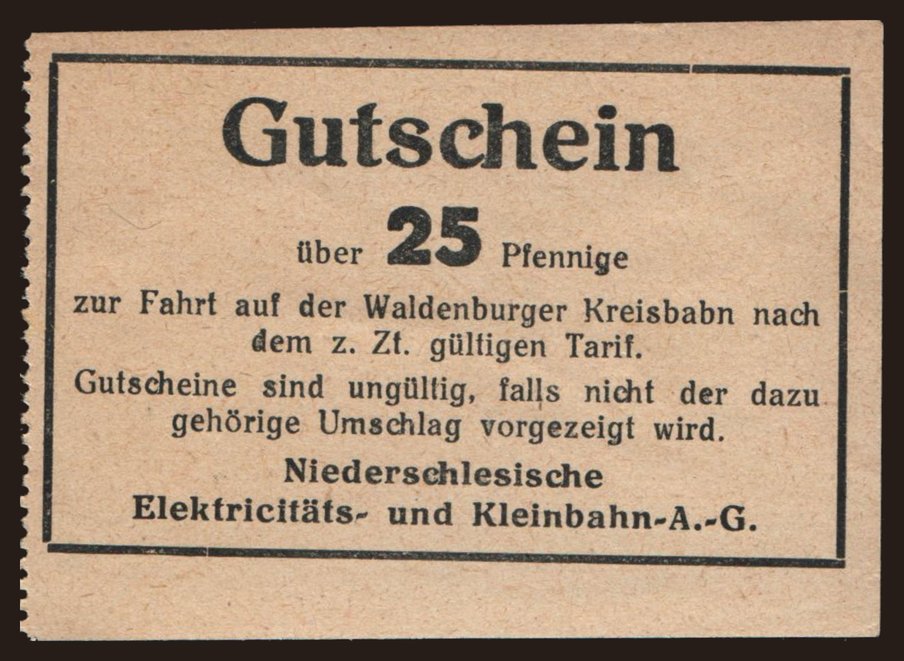 Gutschein
über 25 Pfennige
zur Fahrt auf der Waldenburger Kreisbahn nach
dem z. Zt. gültigen Tarif.
Gutscheine sind ungültig, falls nicht der dazu
gehörige Umschlag vorgezeigt wird.
Niederschlesische
Elektricitäts- und Kleinbahn-A.-G.